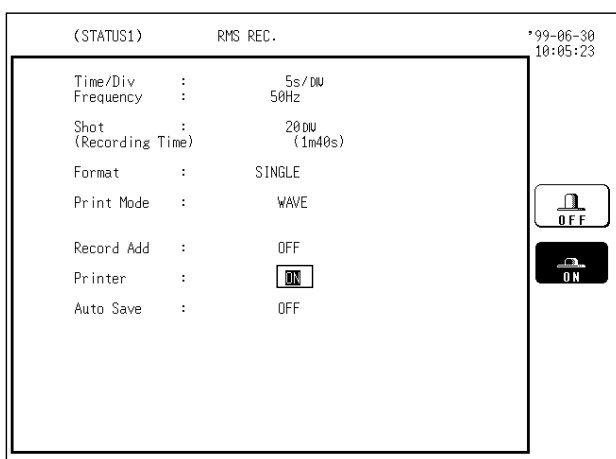 (STATUS1) RMS REC. '99-06-30
10:05:23
Time/Div : 5s/DIV
Frequency : 50Hz
Shot : 20DIV
(Recording Time) (1m40s)
Format : SINGLE
Print Mode : WAVE
Record Add : OFF
Printer : ON
Auto Save : OFF
OFF
ON